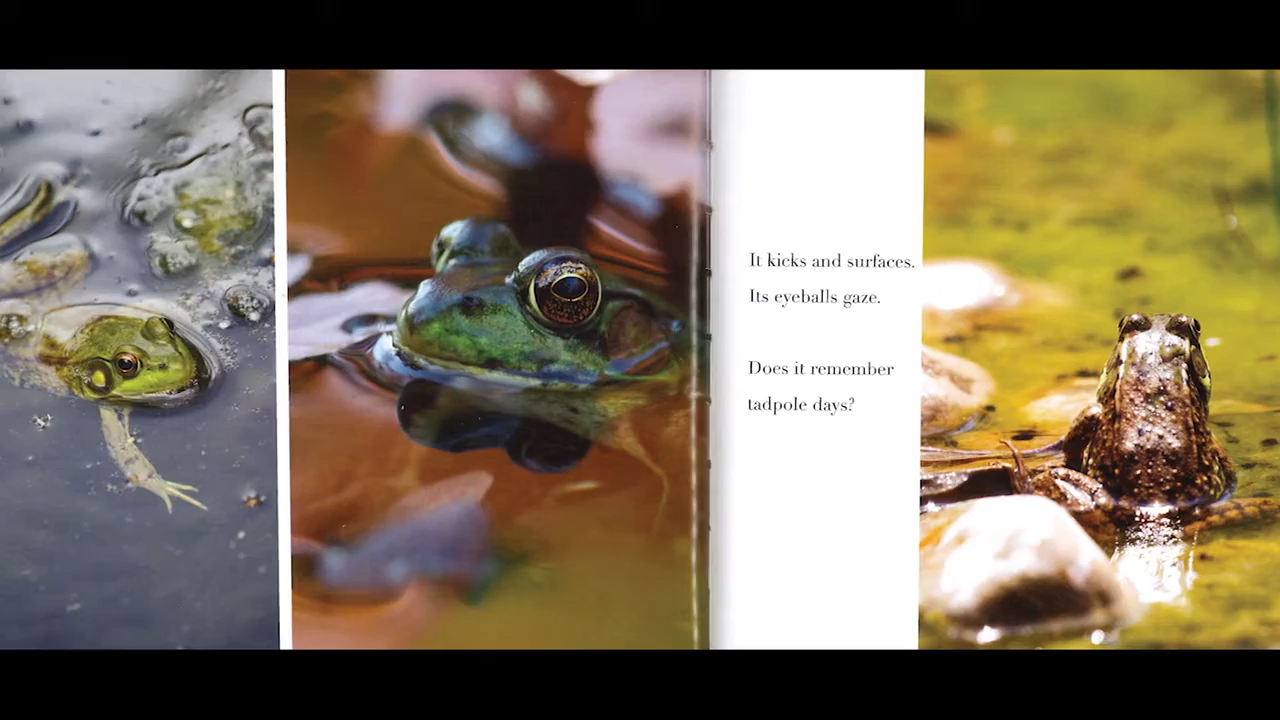 It kicks and surfaces.
Its eyeballs gaze.
Does it remember
tadpole days?